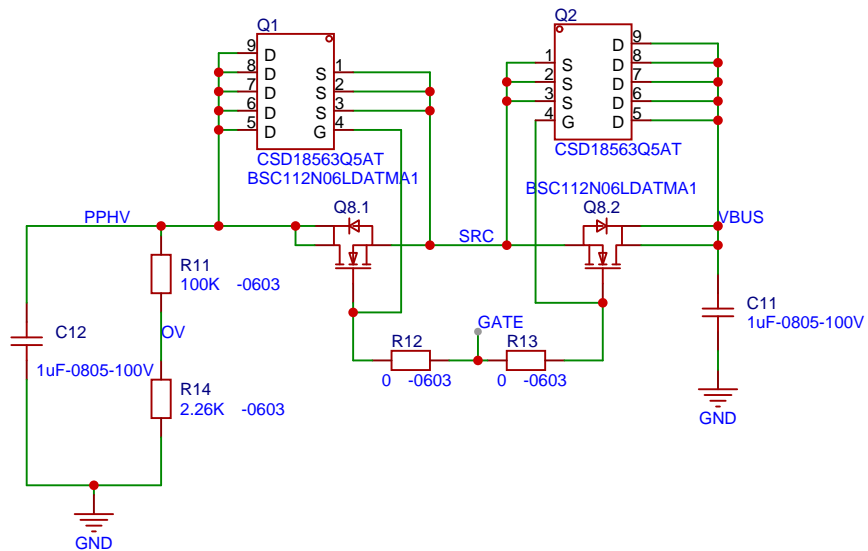 Q1
9 D
8 D
7 D
6 D
5 D
S 1
S 2
S 3
G 4
CSD18563Q5AT
BSC112N06LDATMA1
Q8.1
Q2
1 S
2 S
3 S
4 G
D 9
D 8
D 7
D 6
D 5
CSD18563Q5AT
BSC112N06LDATMA1
Q8.2
PPHV
SRC
VBUS
R11
100K -0603
C12
1uF-0805-100V
OV
R14
2.26K -0603
GND
GATE
R12
0 -0603
R13
0 -0603
C11
1uF-0805-100V
GND